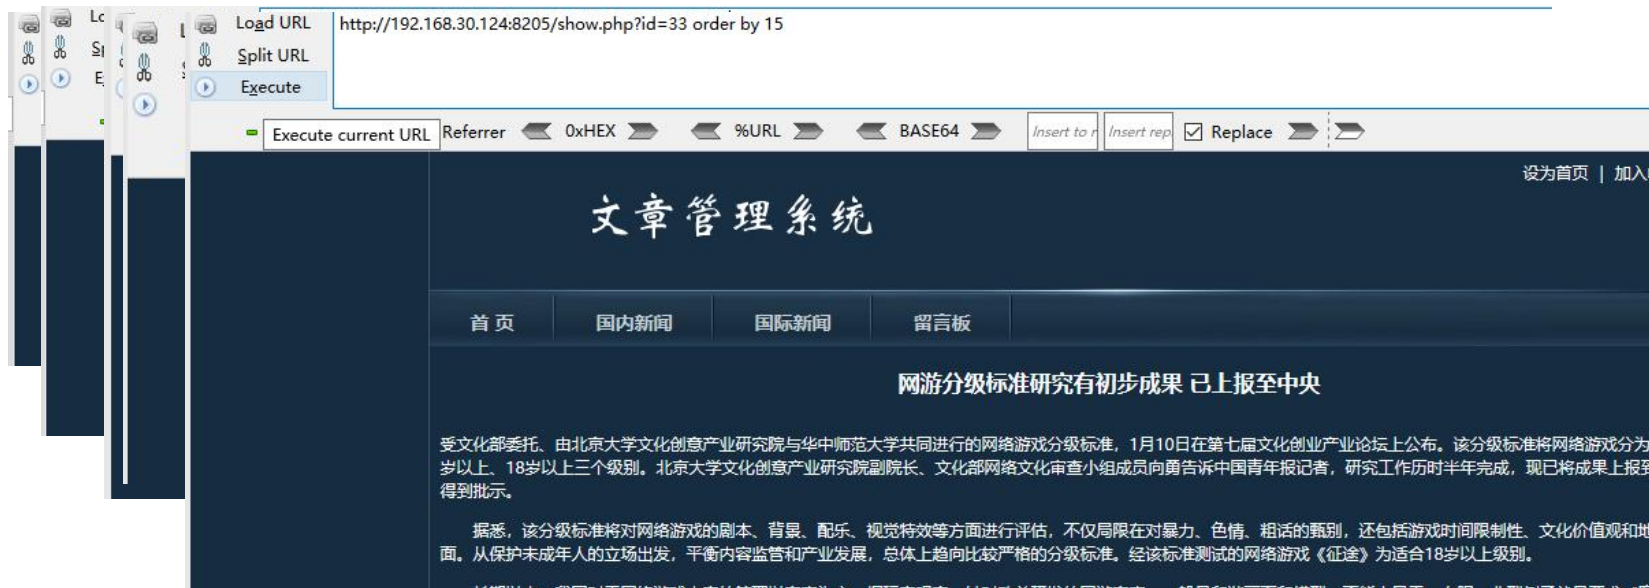 Load URL
http://192.168.30.124:8205/show.php?id=33 order by 15
Split URL
Execute
Execute current URL
Referrer 0xHEX %URL BASE64 Insert to r Insert rep Replace
设为首页 | 加入
文章管理系统
首 页 国内新闻 国际新闻 留言板
网游分级标准研究有初步成果 已上报至中央
受文化部委托、由北京大学文化创意产业研究院与华中师范大学共同进行的网络游戏分级标准，1月10日在第七届文化创业产业论坛上公布。该分级标准将网络游戏分为
岁以上、18岁以上三个级别。北京大学文化创意产业研究院副院长、文化部网络文化审查小组成员向勇告诉中国青年报记者，研究工作历时半年完成，现已将成果上报到
得到批示。
据悉，该分级标准将对网络游戏的剧本、背景、配乐、视觉特效等方面进行评估，不仅局限在对暴力、色情、粗话的甄别，还包括游戏时间限制性、文化价值观和地
面。从保护未成年人的立场出发，平衡内容监管和产业发展，总体上趋向比较严格的分级标准。经该标准测试的网络游戏《征途》为适合18岁以上级别。